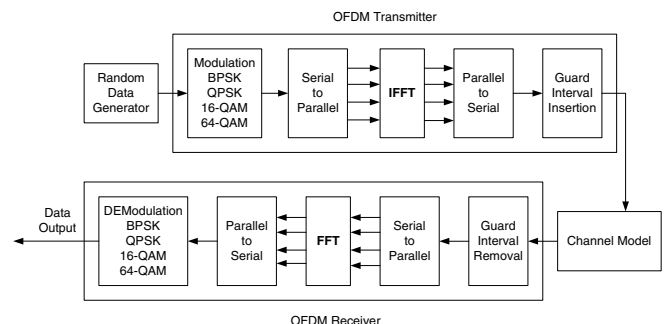 OFDM Transmitter
Random
Data
Generator
Modulation
BPSK
QPSK
16-QAM
64-QAM
Serial
to
Parallel
IFFT
Parallel
to
Serial
Guard
Interval
Insertion
Data
Output
DEModulation
BPSK
QPSK
16-QAM
64-QAM
Parallel
to
Serial
FFT
Serial
to
Parallel
Guard
Interval
Removal
Channel Model
OFDM Receiver